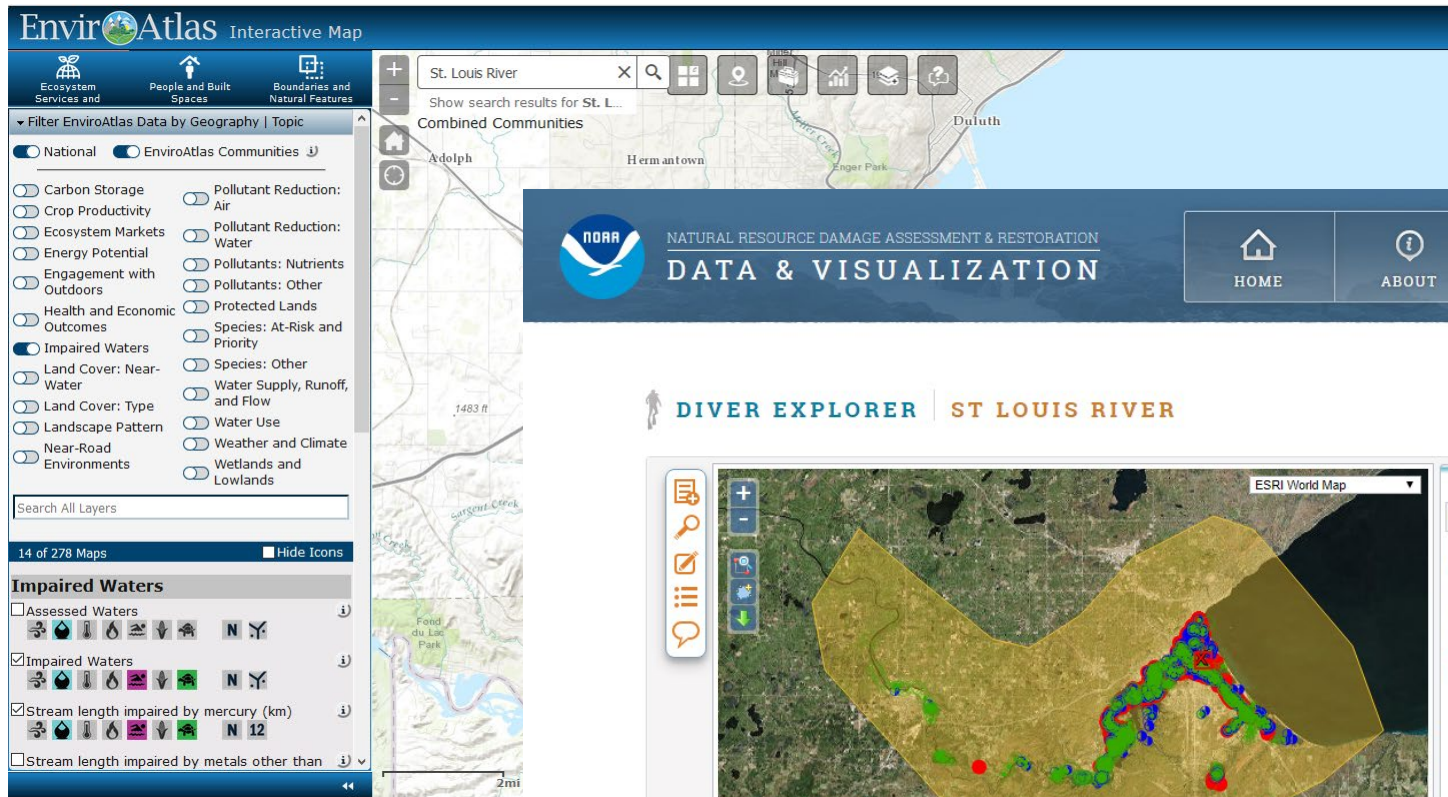 EnviroAtlas Interactive Map
Ecosystem
Services and
People and Built
Spaces
Boundaries and
Natural Features
Filter EnviroAtlas Data by Geography | Topic
National
EnviroAtlas Communities
Carbon Storage
Crop Productivity
Ecosystem Markets
Energy Potential
Engagement with
Outdoors
Health and Economic
Outcomes
Impaired Waters
Land Cover: Near-
Water
Land Cover: Type
Landscape Pattern
Near-Road
Environments
Pollutant Reduction:
Air
Pollutant Reduction:
Water
Pollutants: Nutrients
Pollutants: Other
Protected Lands
Species: At-Risk and
Priority
Species: Other
Water Supply, Runoff,
and Flow
Water Use
Weather and Climate
Wetlands and
Lowlands
Search All Layers
14 of 278 Maps
Hide Icons
Impaired Waters
Assessed Waters
N
Impaired Waters
N
Stream length impaired by mercury (km)
N 12
Stream length impaired by metals other than
+
-
St. Louis River
Show search results for St. L...
Combined Communities
Adolph
Hermantown
Duluth
Enger Park
Miller Creek
1483 ft
Sargent Creek
Fond
du Lac
Park
2mi
NOAA
NATURAL RESOURCE DAMAGE ASSESSMENT & RESTORATION
DATA & VISUALIZATION
HOME
ABOUT
DIVER EXPLORER
ST LOUIS RIVER
+
-
ESRI World Map